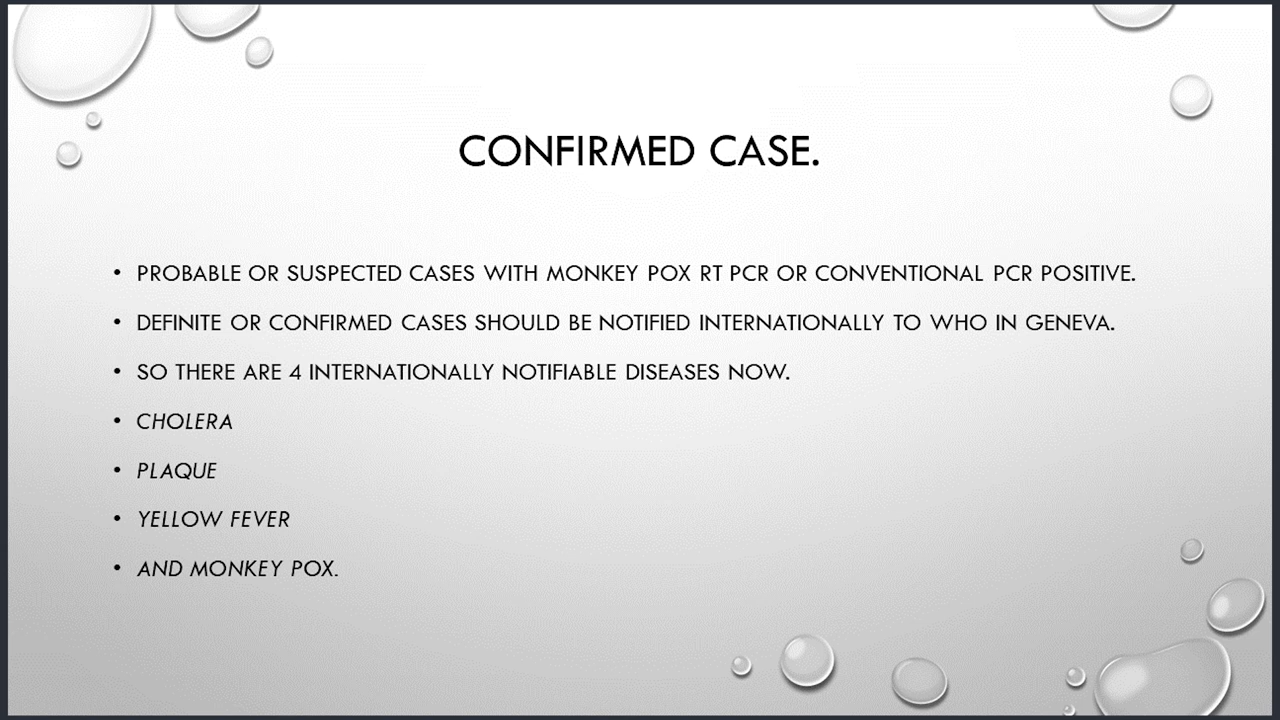 CONFIRMED CASE.
• PROBABLE OR SUSPECTED CASES WITH MONKEY POX RT PCR OR CONVENTIONAL PCR POSITIVE.
• DEFINITE OR CONFIRMED CASES SHOULD BE NOTIFIED INTERNATIONALLY TO WHO IN GENEVA.
• SO THERE ARE 4 INTERNATIONALLY NOTIFIABLE DISEASES NOW.
• CHOLERA
• PLAQUE
• YELLOW FEVER
• AND MONKEY POX.